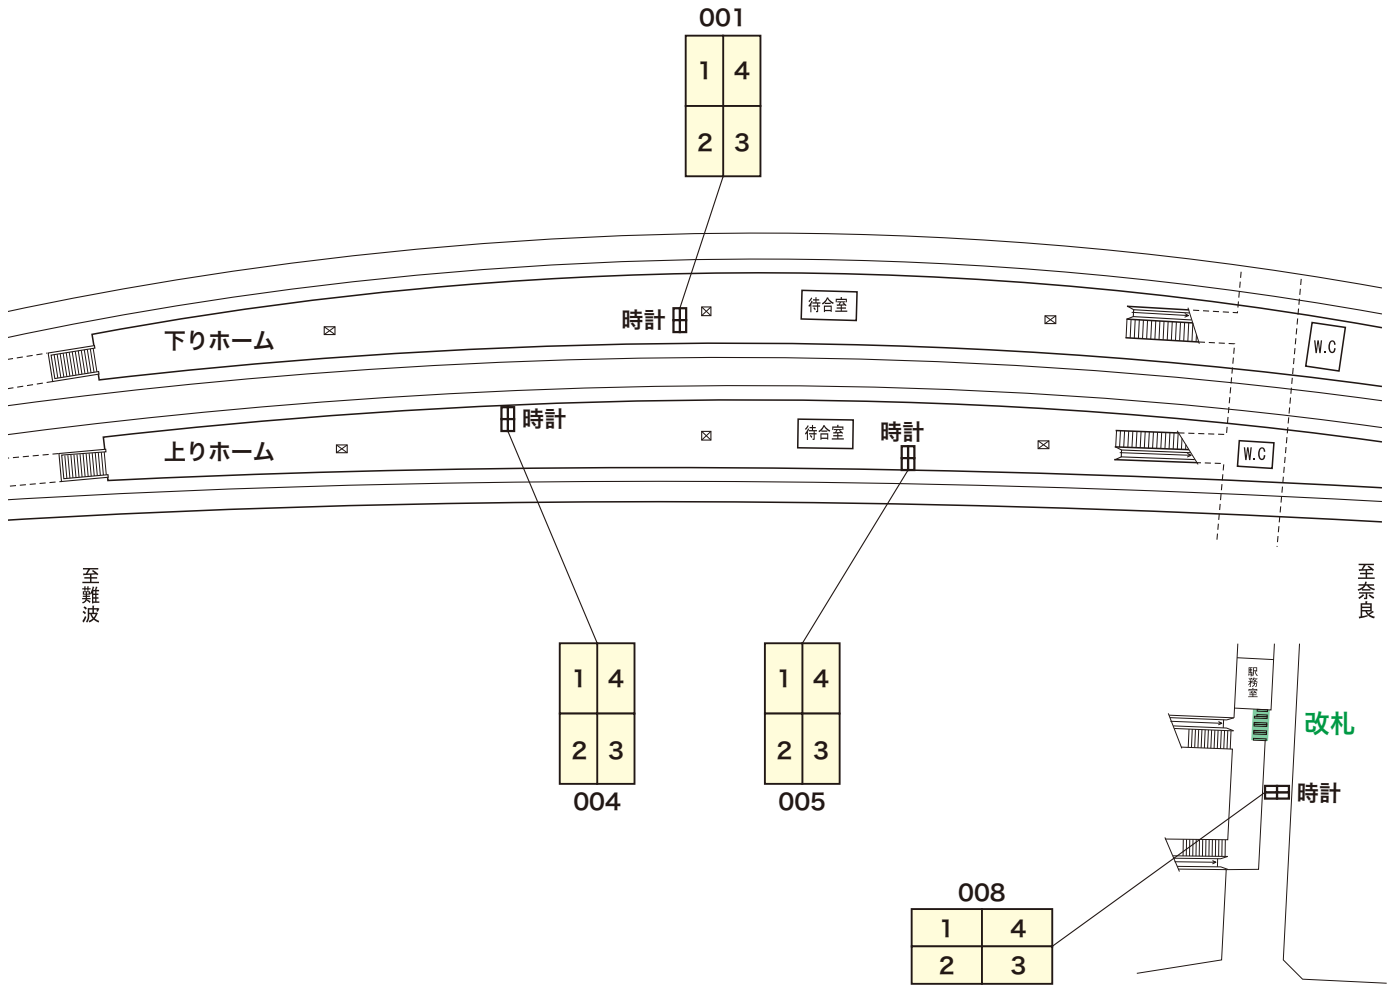 001
1 4
2 3
待合室
時計
下りホーム
W.C
時計
待合室
時計
上りホーム
W.C
至難波
至奈良
1 4
2 3
004
1 4
2 3
005
駅務室
改札
時計
008
1 4
2 3